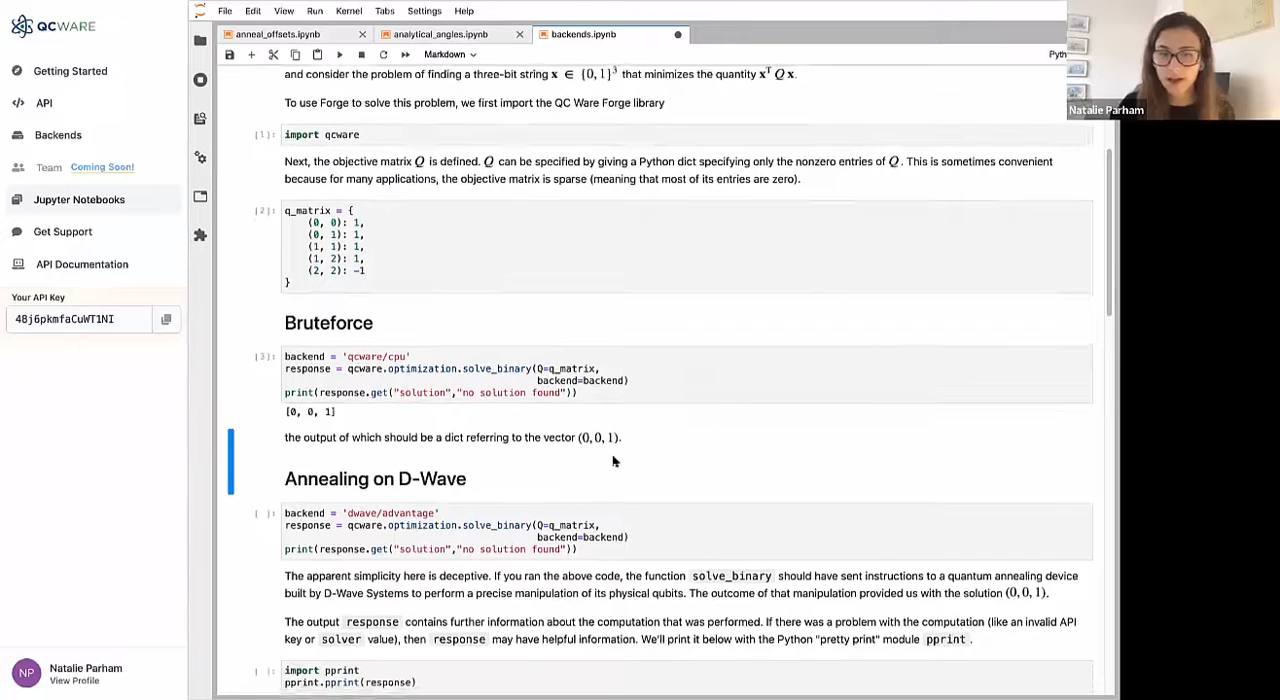 QCWARE
File Edit View Run Kernel Tabs Settings Help
anneal_offsets.ipynb
analytical_angles.ipynb
backends.ipynb
Markdown
Pyth
Getting Started
API
Backends
Team Coming Soon!
Jupyter Notebooks
Get Support
API Documentation
Your API Key
48j6pkmfaCuWT1NI
NP
Natalie Parham
View Profile
and consider the problem of finding a three-bit string x ∈ {0, 1}³ that minimizes the quantity xᵀ Q x.
To use Forge to solve this problem, we first import the QC Ware Forge library
[1]: import qcware
Next, the objective matrix Q is defined. Q can be specified by giving a Python dict specifying only the nonzero entries of Q. This is sometimes convenient
because for many applications, the objective matrix is sparse (meaning that most of its entries are zero).
[2]: q_matrix = {
(0, 0): 1,
(0, 1): 1,
(1, 1): 1,
(1, 2): 1,
(2, 2): -1
}
Bruteforce
[3]: backend = 'qcware/cpu'
response = qcware.optimization.solve_binary(Q=q_matrix,
backend=backend)
print(response.get("solution","no solution found"))
[0, 0, 1]
the output of which should be a dict referring to the vector (0, 0, 1).
Annealing on D-Wave
[ ]: backend = 'dwave/advantage'
response = qcware.optimization.solve_binary(Q=q_matrix,
backend=backend)
print(response.get("solution","no solution found"))
The apparent simplicity here is deceptive. If you ran the above code, the function solve_binary should have sent instructions to a quantum annealing device
built by D-Wave Systems to perform a precise manipulation of its physical qubits. The outcome of that manipulation provided us with the solution (0, 0, 1).
The output response contains further information about the computation that was performed. If there was a problem with the computation (like an invalid API
key or solver value), then response may have helpful information. We'll print it below with the Python "pretty print" module pprint.
[ ]: import pprint
pprint.pprint(response)
Natalie Parham